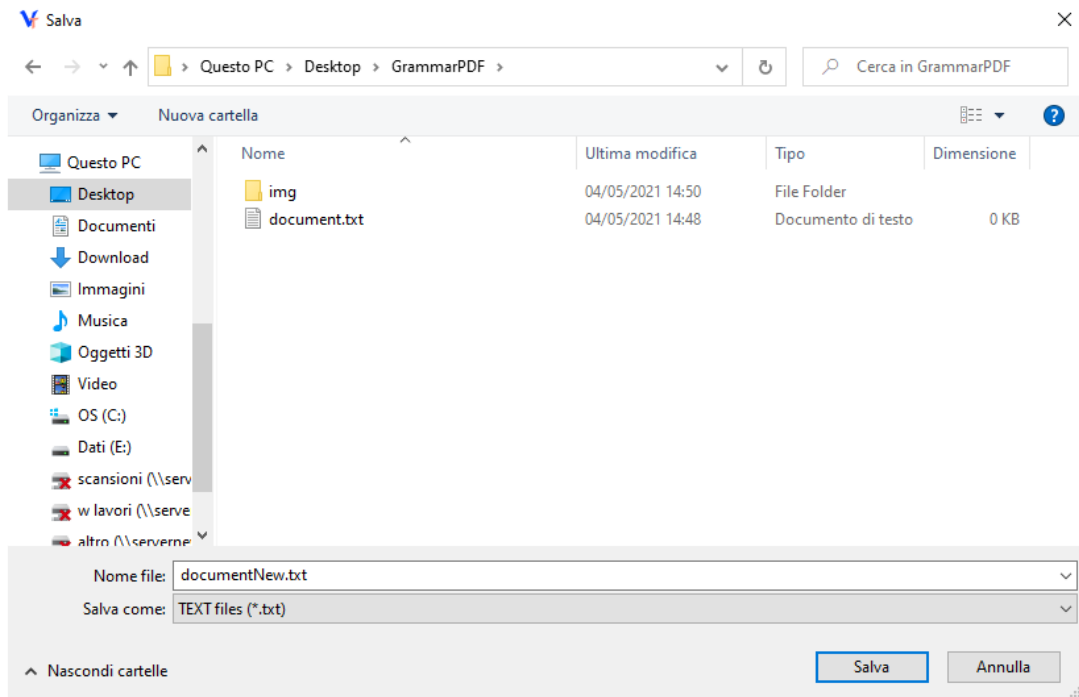 Salva
Questo PC > Desktop > GrammarPDF >
Cerca in GrammarPDF
Organizza
Nuova cartella
Nome
Ultima modifica
Tipo
Dimensione
img
04/05/2021 14:50
File Folder
document.txt
04/05/2021 14:48
Documento di testo
0 KB
Questo PC
Desktop
Documenti
Download
Immagini
Musica
Oggetti 3D
Video
OS (C:)
Dati (E:)
scansioni (\\serv
w lavori (\\serve
altro (\\serverne
Nome file: documentNew.txt
Salva come: TEXT files (*.txt)
Nascondi cartelle
Salva
Annulla